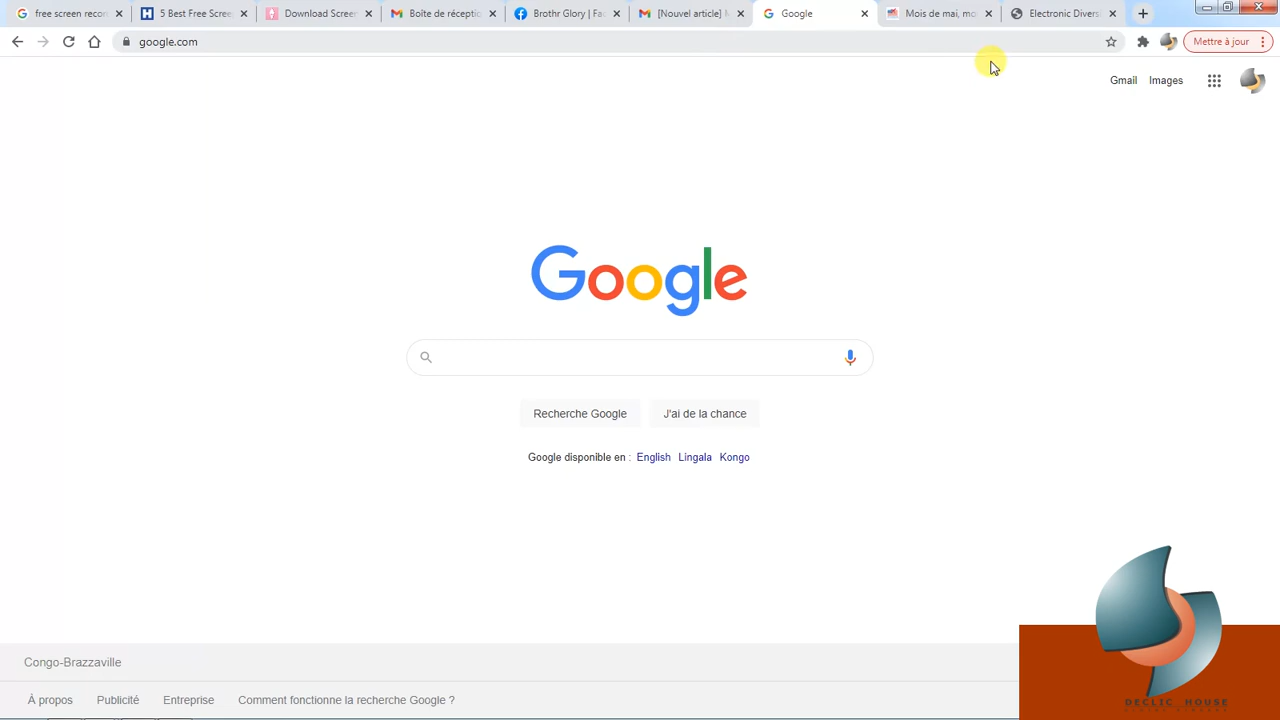 free screen recor
5 Best Free Scree
Download Screen
Boîte de réceptio
Brothr Glory | Fa
[Nouvel article] M
Google
Mois de mai, mo
Electronic Divers
google.com
Mettre à jour
Gmail Images
Google
Recherche Google J'ai de la chance
Google disponible en : English Lingala Kongo
Congo-Brazzaville
À propos Publicité Entreprise Comment fonctionne la recherche Google ?
DECLIC HOUSE